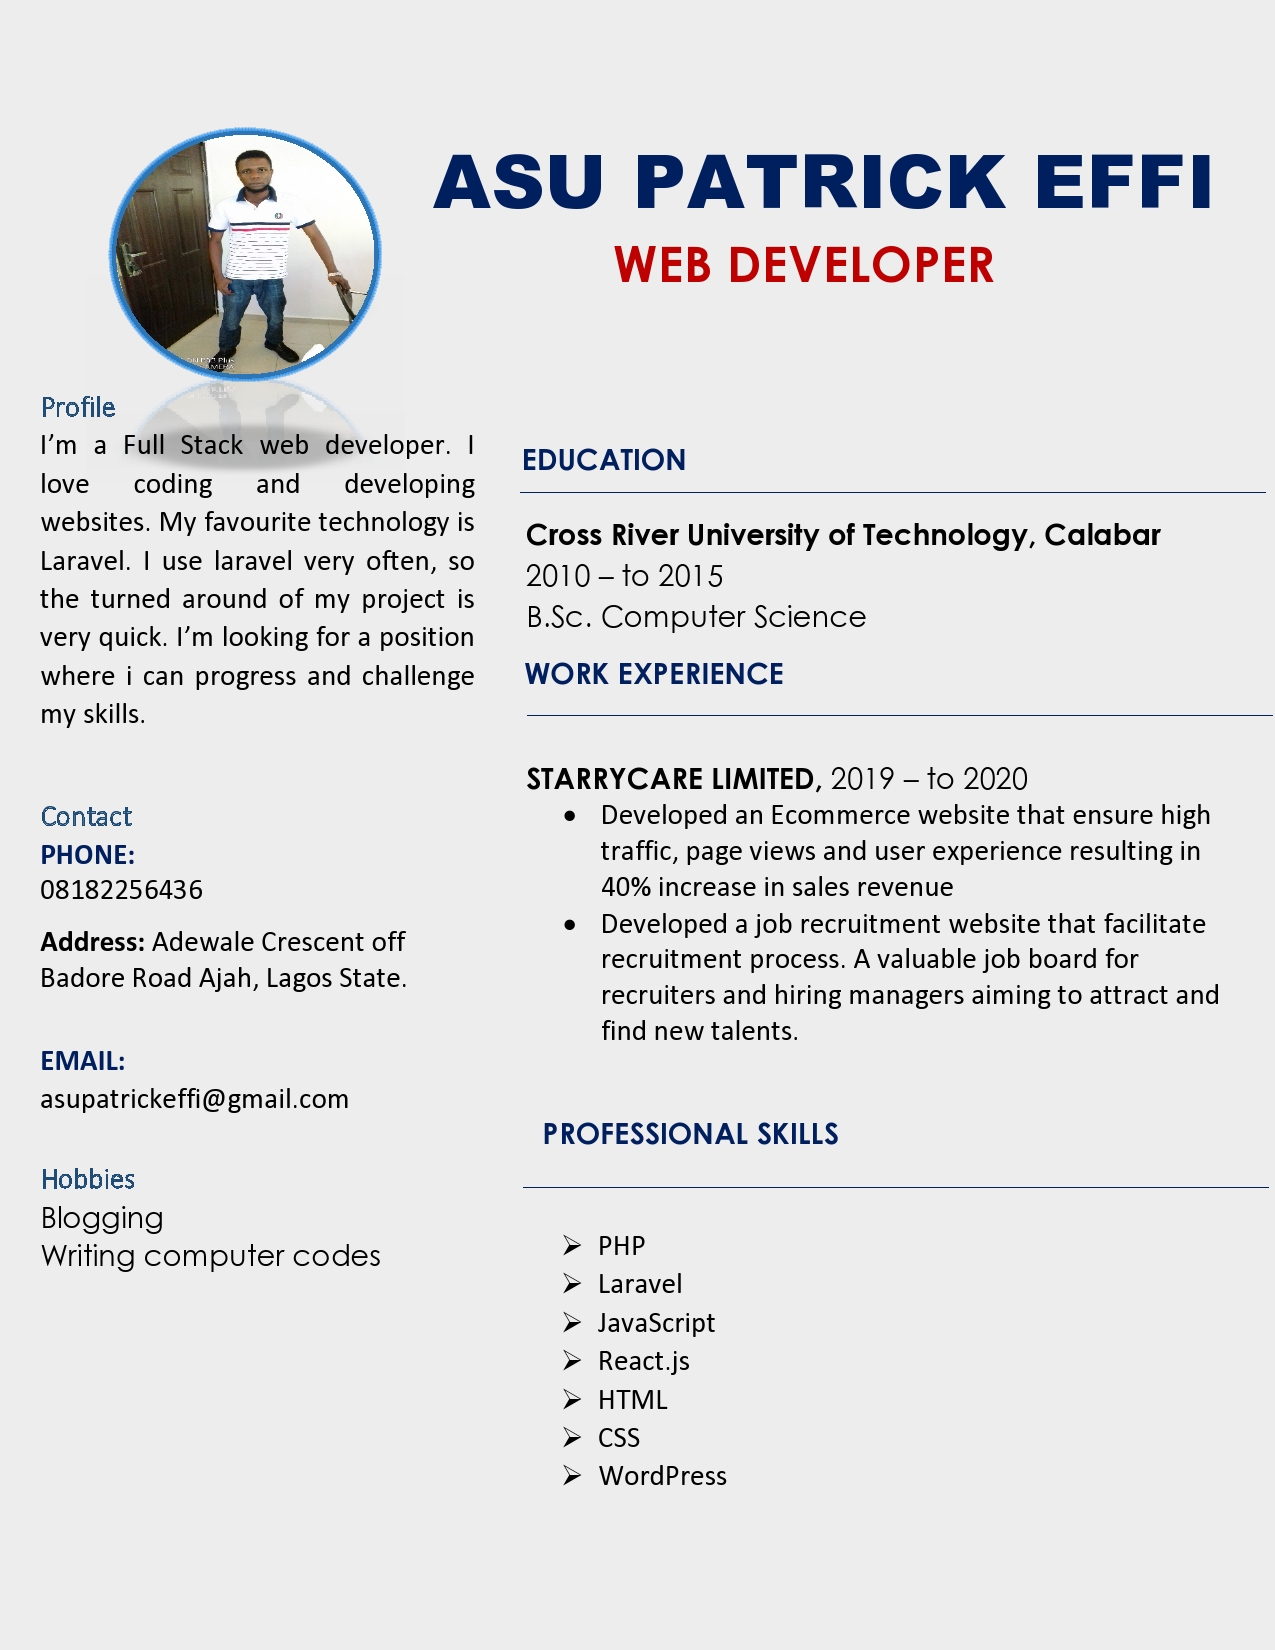 ASU PATRICK EFFI
WEB DEVELOPER
Profile
I’m a Full Stack web developer. I
love coding and developing
websites. My favourite technology is
Laravel. I use laravel very often, so
the turned around of my project is
very quick. I’m looking for a position
where i can progress and challenge
my skills.
Contact
PHONE:
08182256436
Address: Adewale Crescent off
Badore Road Ajah, Lagos State.
EMAIL:
asupatrickeffi@gmail.com
Hobbies
Blogging
Writing computer codes
EDUCATION
Cross River University of Technology, Calabar
2010 – to 2015
B.Sc. Computer Science
WORK EXPERIENCE
STARRYCARE LIMITED, 2019 – to 2020
• Developed an Ecommerce website that ensure high
traffic, page views and user experience resulting in
40% increase in sales revenue
• Developed a job recruitment website that facilitate
recruitment process. A valuable job board for
recruiters and hiring managers aiming to attract and
find new talents.
PROFESSIONAL SKILLS
➢ PHP
➢ Laravel
➢ JavaScript
➢ React.js
➢ HTML
➢ CSS
➢ WordPress